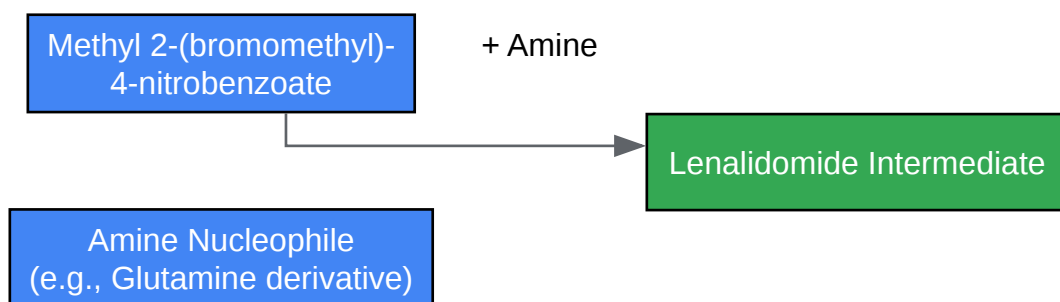 Methyl 2-(bromomethyl)-
4-nitrobenzoate
+ Amine
Lenalidomide Intermediate
Amine Nucleophile
(e.g., Glutamine derivative)